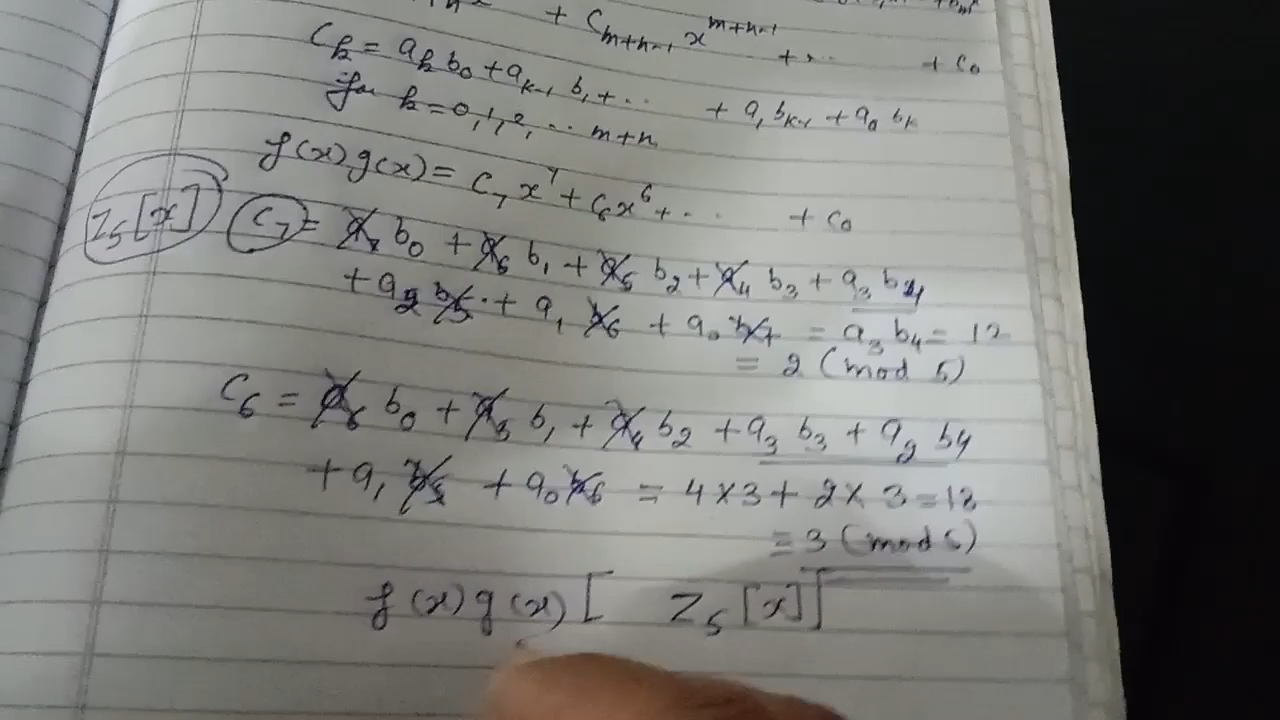 + C_{m+n-1} x^{m+n-1} + ... + c_0
C_k = a_k b_0 + a_{k-1} b_1 + ... + a_1 b_{k-1} + a_0 b_k
for k = 0, 1, 2, ... m+n
f(x) g(x) = C_7 x^7 + C_6 x^6 + ... + c_0
Z_5[x] C_7 = a_7 b_0 + a_6 b_1 + a_5 b_2 + a_4 b_3 + a_3 b_4
+ a_2 b_5 + a_1 b_6 + a_0 b_7 = a_3 b_4 = 12
= 2 (mod 5)
C_6 = a_6 b_0 + a_5 b_1 + a_4 b_2 + a_3 b_3 + a_2 b_4
+ a_1 b_5 + a_0 b_6 = 4 × 3 + 2 × 3 = 18
= 3 (mod 5)
f(x) g(x) [ Z_5 [x] ]